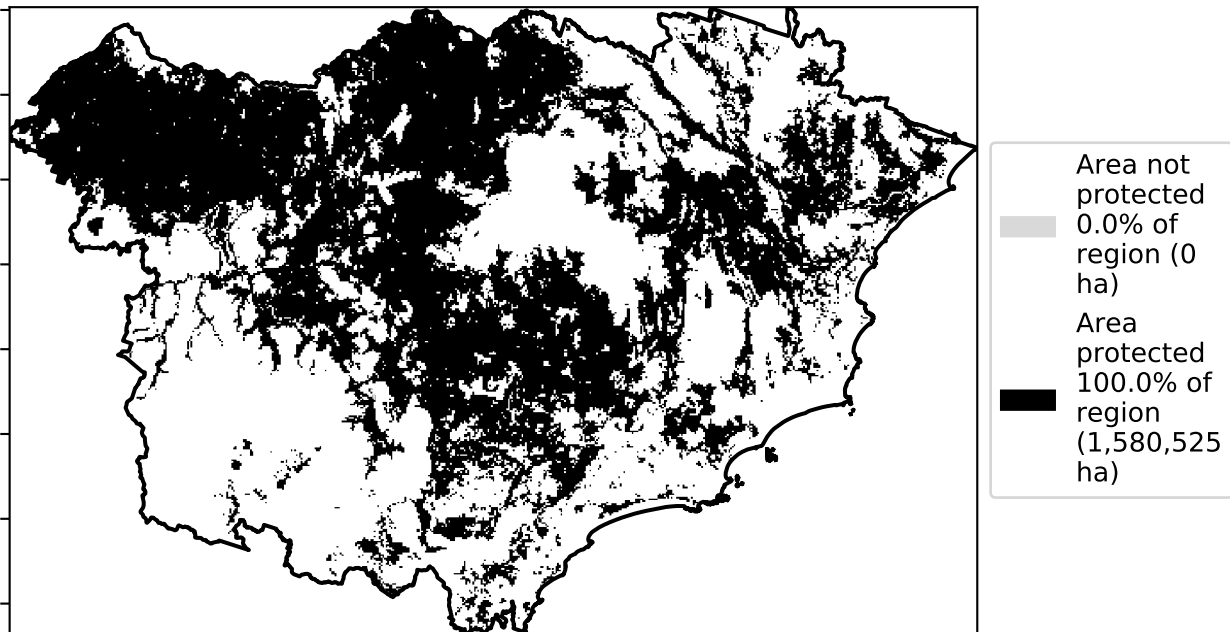 Area not
protected
0.0% of
region (0
ha)
Area
protected
100.0% of
region
(1,580,525
ha)